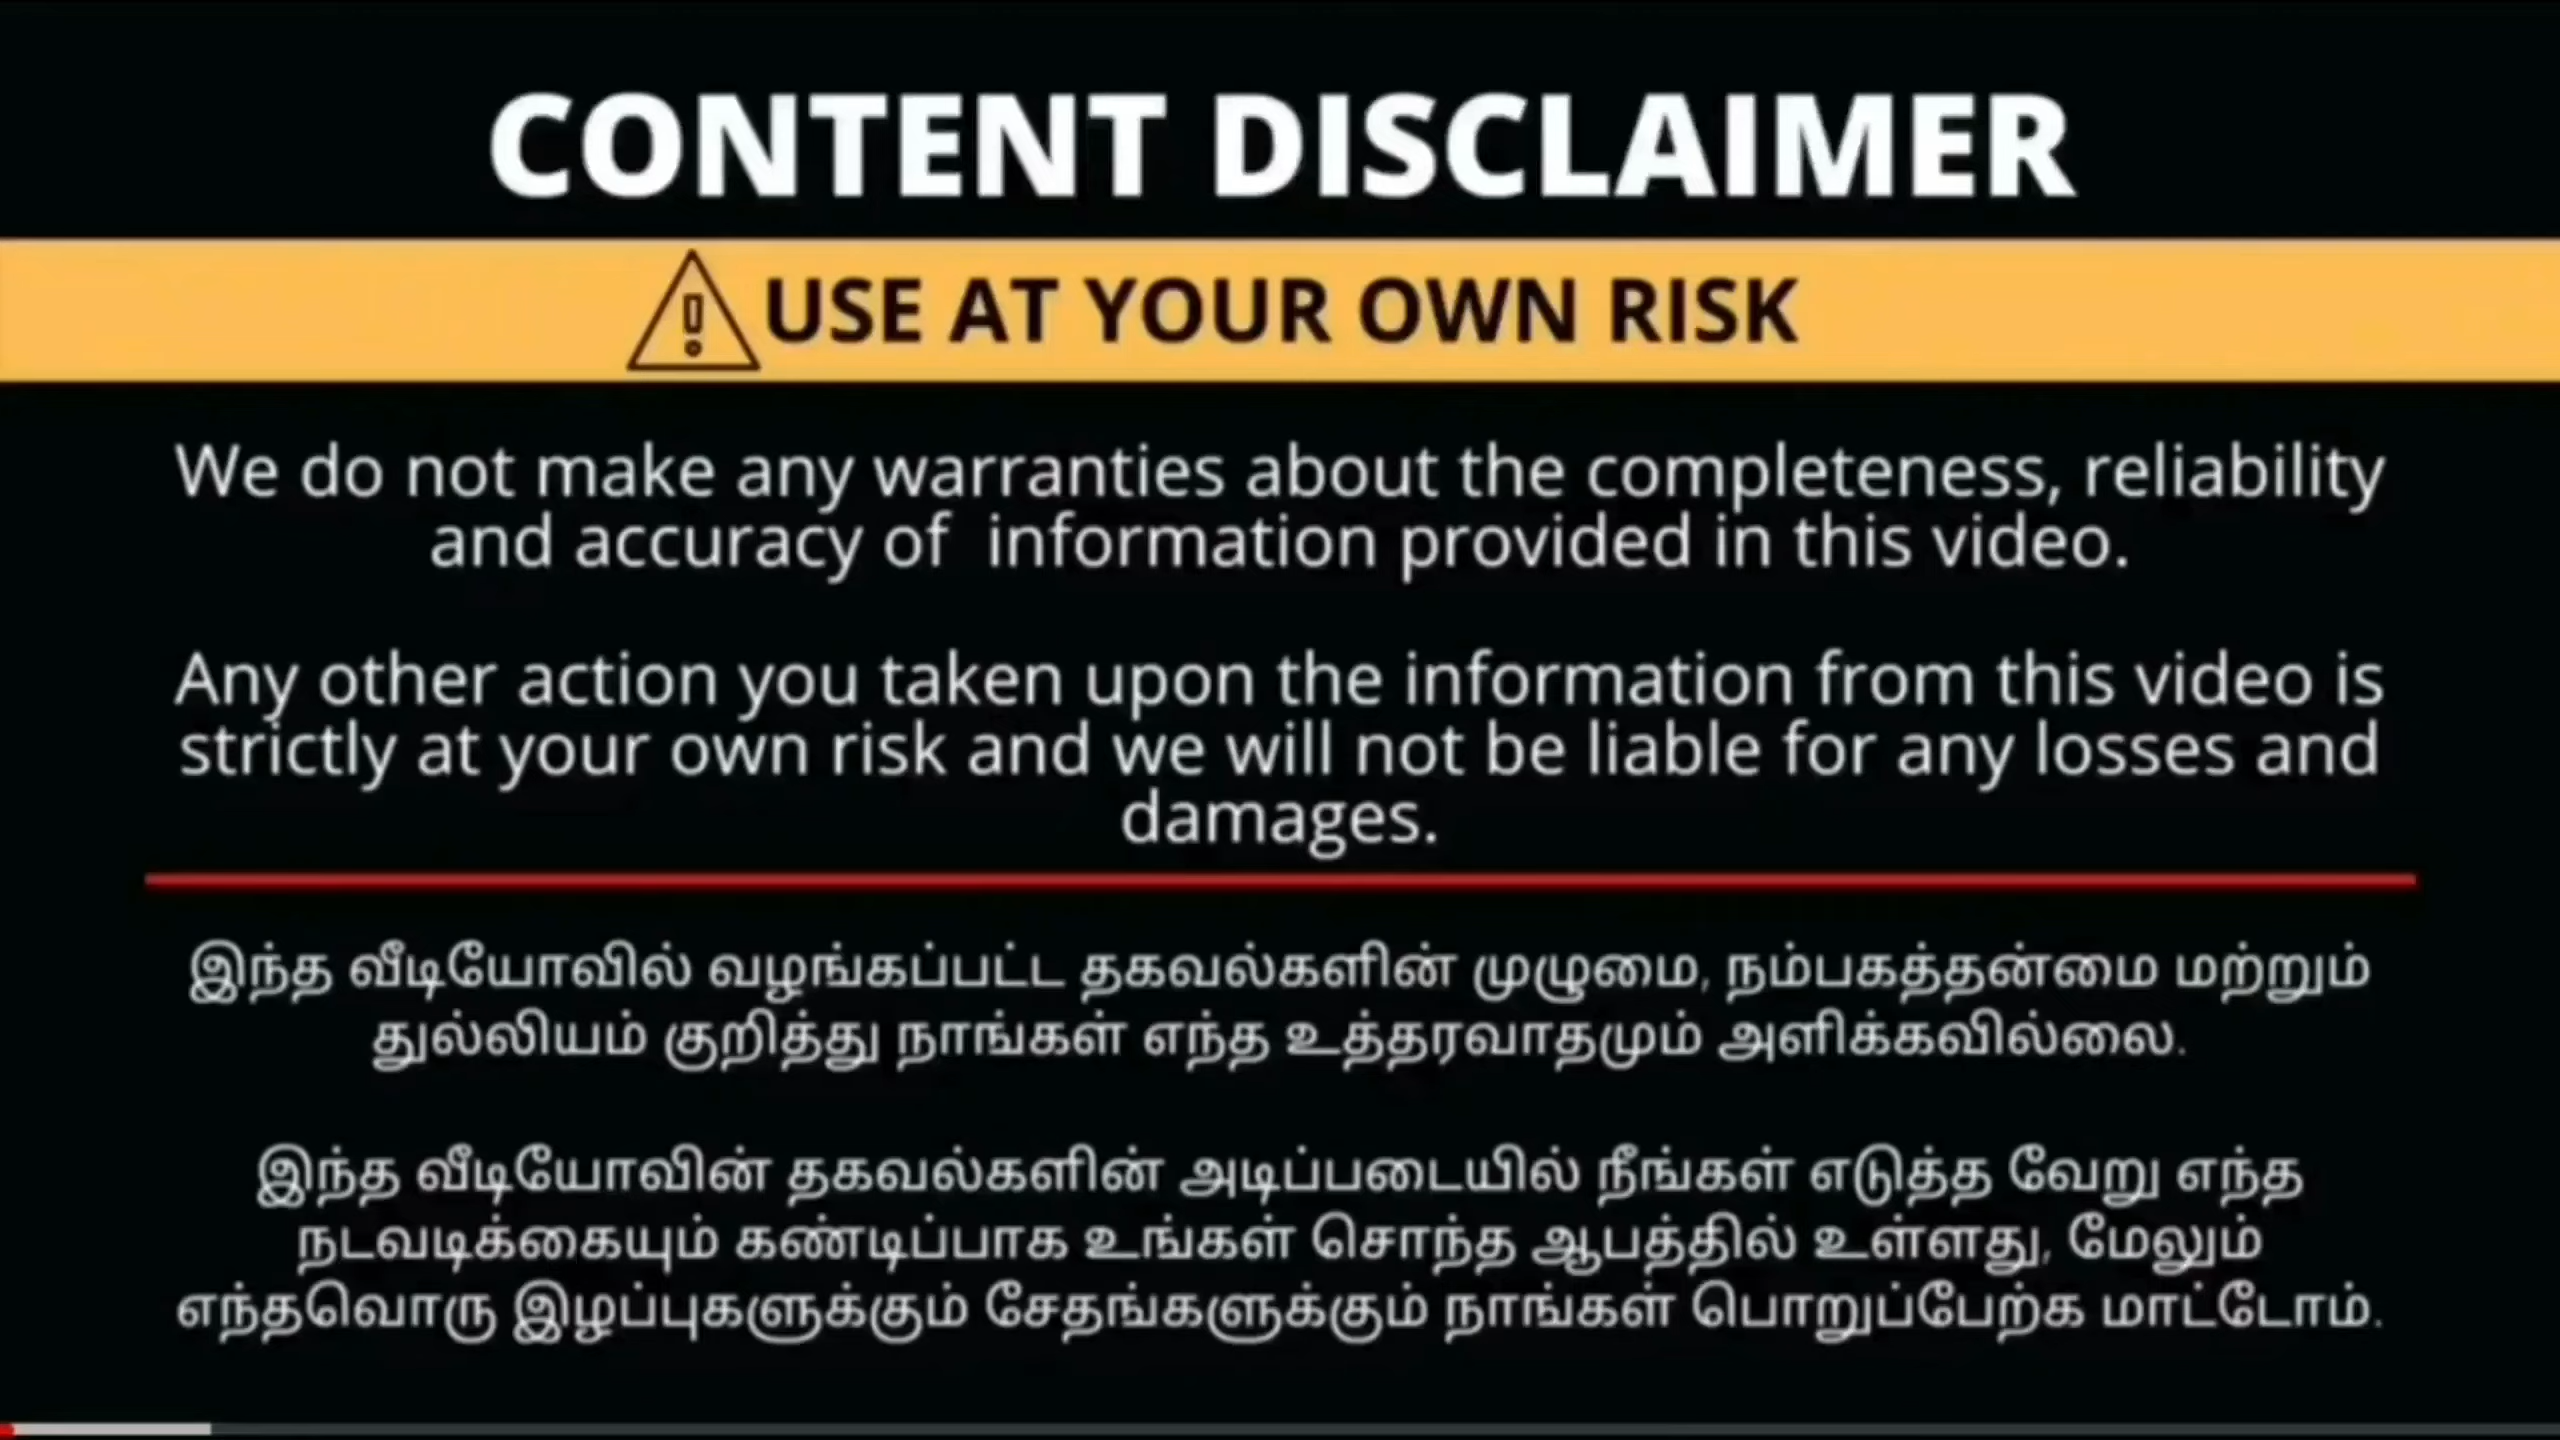 CONTENT DISCLAIMER
USE AT YOUR OWN RISK
We do not make any warranties about the completeness, reliability
and accuracy of information provided in this video.
Any other action you taken upon the information from this video is
strictly at your own risk and we will not be liable for any losses and
damages.
இந்த வீடியோவில் வழங்கப்பட்ட தகவல்களின் முழுமை, நம்பகத்தன்மை மற்றும்
துல்லியம் குறித்து நாங்கள் எந்த உத்தரவாதமும் அளிக்கவில்லை.
இந்த வீடியோவின் தகவல்களின் அடிப்படையில் நீங்கள் எடுத்த வேறு எந்த
நடவடிக்கையும் கண்டிப்பாக உங்கள் சொந்த ஆபத்தில் உள்ளது, மேலும்
எந்தவொரு இழப்புகளுக்கும் சேதங்களுக்கும் நாங்கள் பொறுப்பேற்க மாட்டோம்.